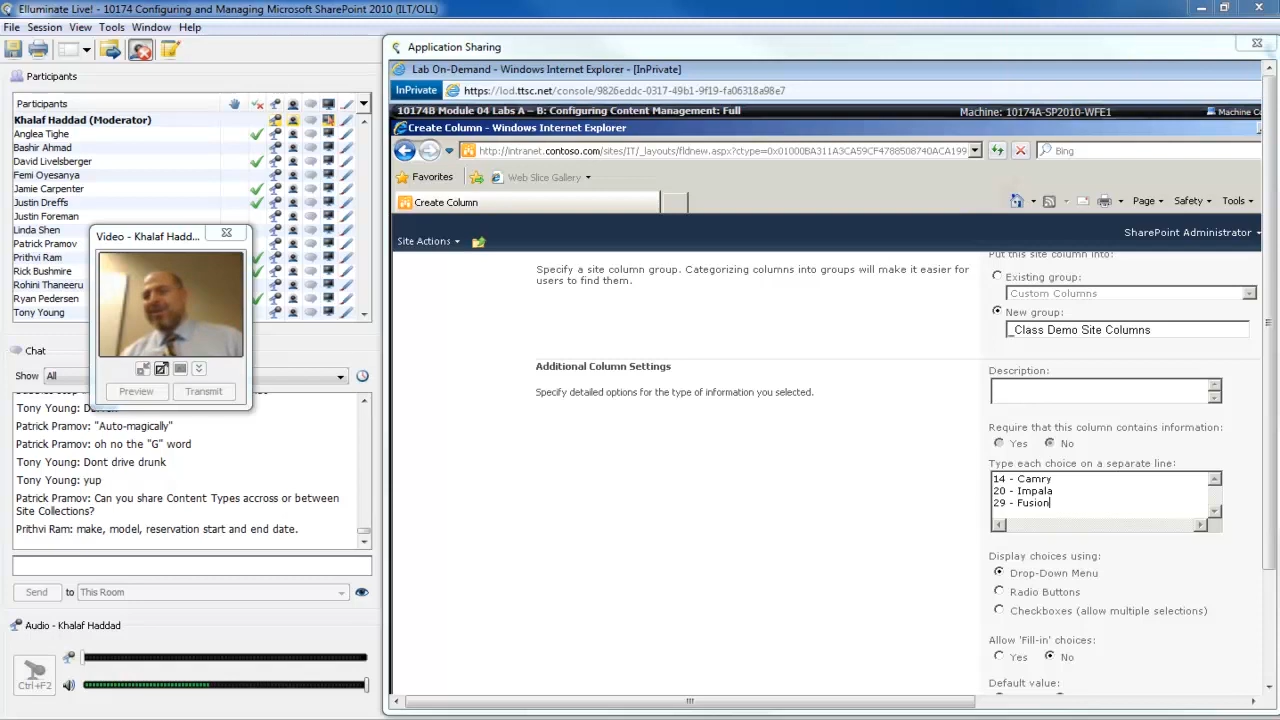 Elluminate Live! - 10174 Configuring and Managing Microsoft SharePoint 2010 (ILT/OLL)
File Session View Tools Window Help
Participants
Participants
Khalaf Haddad (Moderator)
Anglea Tighe
Bashir Ahmad
David Livelsberger
Femi Oyesanya
Jamie Carpenter
Justin Dreffs
Justin Foreman
Linda Shen
Patrick Pramov
Prithvi Ram
Rick Bushmire
Rohini Thaneeru
Ryan Pedersen
Tony Young
Video - Khalaf Hadd...
Preview Transmit
Chat
Show All
Tony Young:
Patrick Pramov: "Auto-magically"
Patrick Pramov: oh no the "G" word
Tony Young: Dont drive drunk
Tony Young: yup
Patrick Pramov: Can you share Content Types accross or between
Site Collections?
Prithvi Ram: make, model, reservation start and end date.
Send to This Room
Audio - Khalaf Haddad
Ctrl+F2
Application Sharing
Lab On-Demand - Windows Internet Explorer - [InPrivate]
InPrivate https://lod.ttsc.net/console/9826eddc-0317-49b1-9f19-fa06318a98e7
10174B Module 04 Labs A – B: Configuring Content Management: Full Machine: 10174A-SP2010-WFE1 Machine Co
Create Column - Windows Internet Explorer
http://intranet.contoso.com/sites/IT/_layouts/fldnew.aspx?ctype=0x01000BA311A3CA59CF4788508740ACA199 Bing
Favorites Web Slice Gallery
Create Column Page Safety Tools
Site Actions SharePoint Administrator
Specify a site column group. Categorizing columns into groups will make it easier for
users to find them.
Put this site column into:
Existing group:
Custom Columns
New group:
_Class Demo Site Columns
Additional Column Settings
Specify detailed options for the type of information you selected.
Description:
Require that this column contains information:
Yes No
Type each choice on a separate line:
14 - Camry
20 - Impala
29 - Fusion
Display choices using:
Drop-Down Menu
Radio Buttons
Checkboxes (allow multiple selections)
Allow 'Fill-in' choices:
Yes No
Default value: